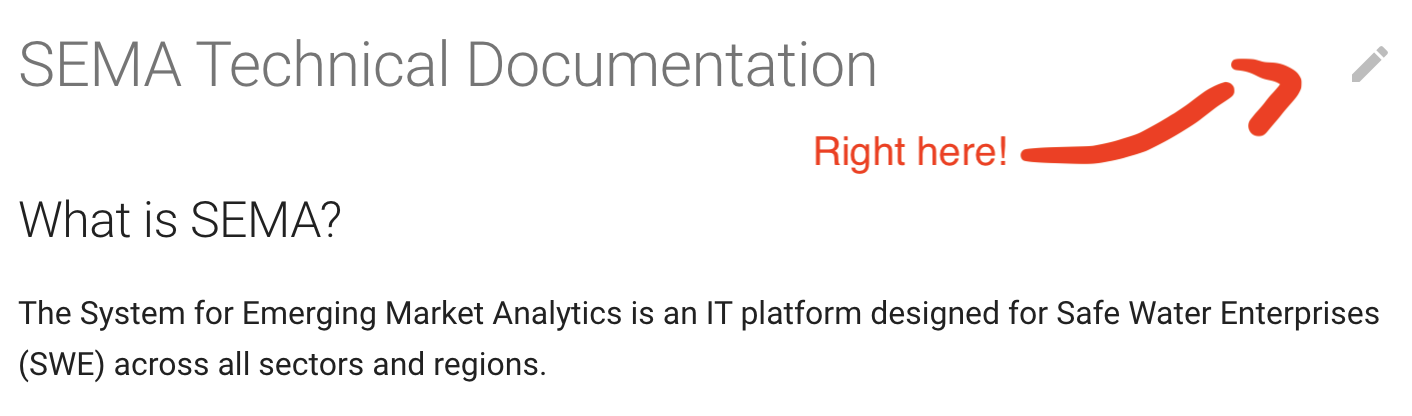 SEMA Technical Documentation
Right here!
What is SEMA?
The System for Emerging Market Analytics is an IT platform designed for Safe Water Enterprises
(SWE) across all sectors and regions.